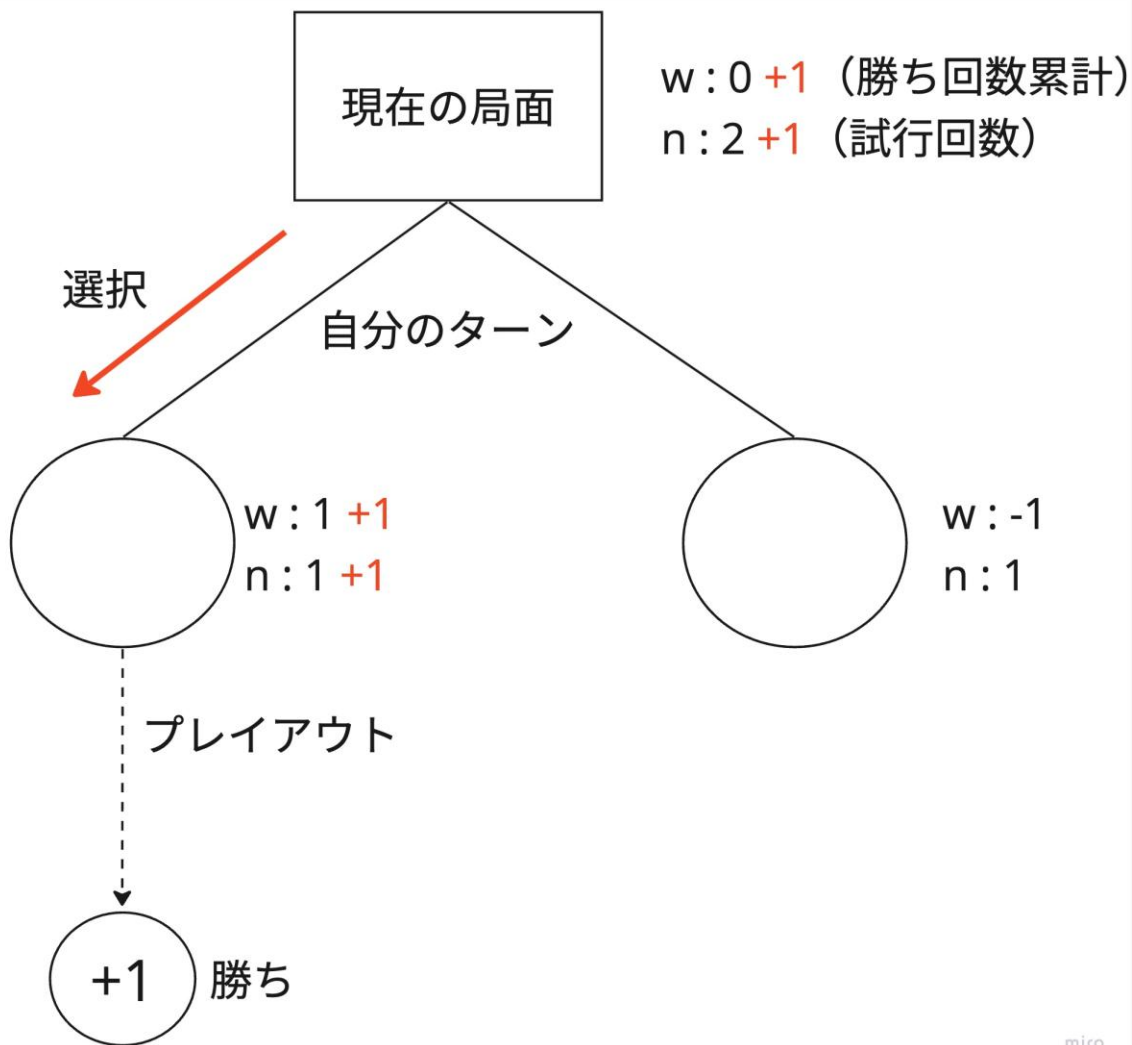 現在の局面
w : 0 +1（勝ち回数累計）
n : 2 +1（試行回数）
選択
自分のターン
w : 1 +1
n : 1 +1
w : -1
n : 1
プレイアウト
+1
勝ち
miro